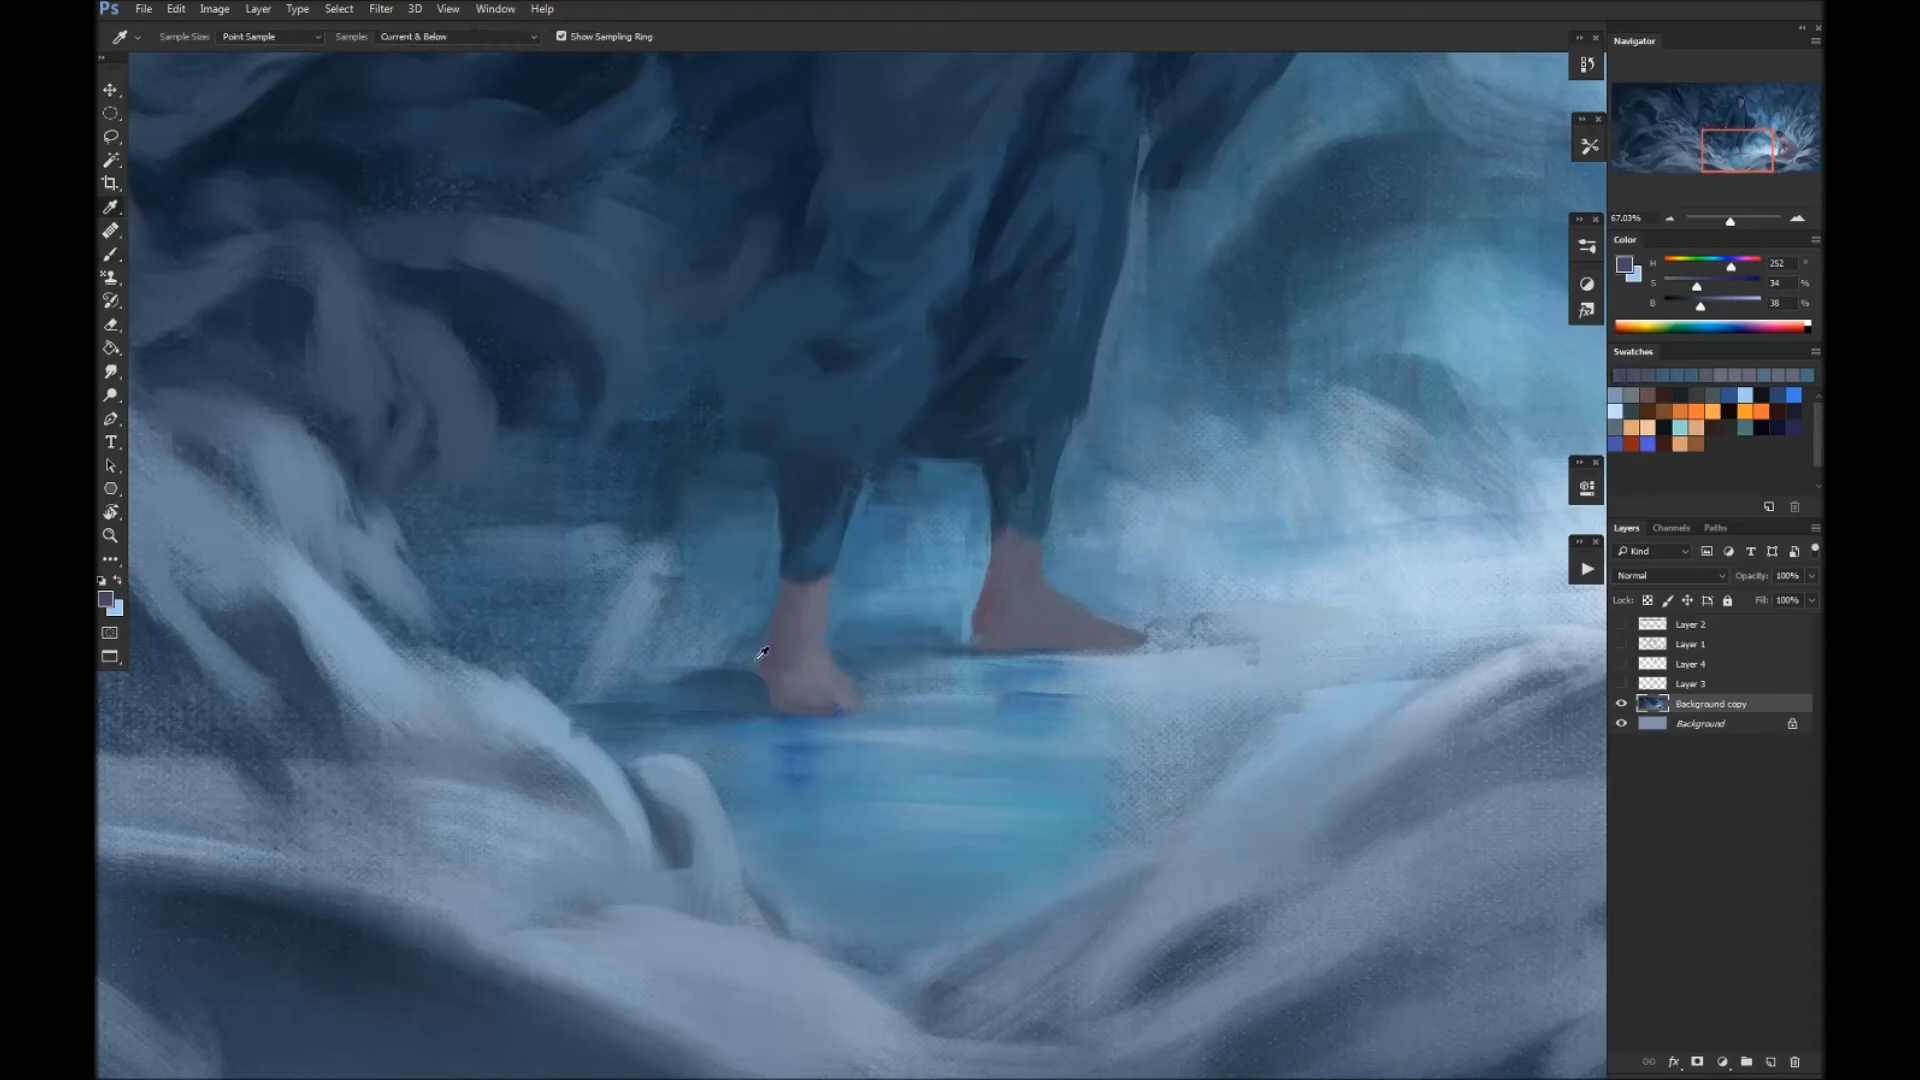 Ps File Edit Image Layer Type Select Filter 3D View Window Help
Sample Size: Point Sample Sample: Current & Below Show Sampling Ring
Navigator
67.03%
Color
H 252 °
S 34 %
B 38 %
Swatches
Layers Channels Paths
Kind
Normal Opacity: 100%
Lock: Fill: 100%
Layer 2
Layer 1
Layer 4
Layer 3
Background copy
Background
fx
T